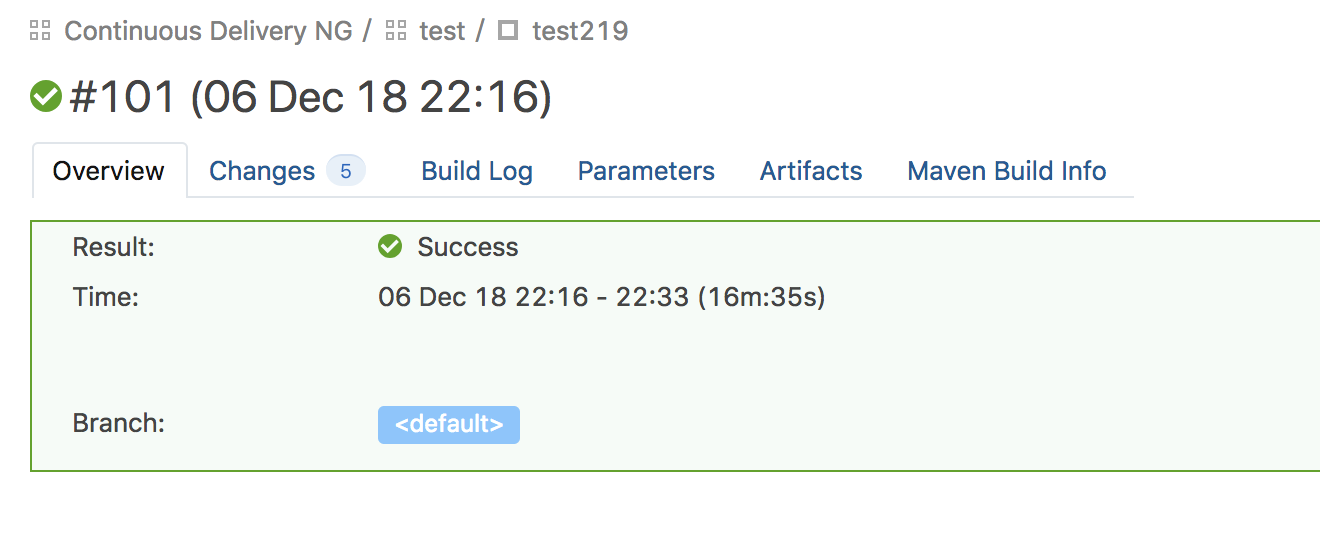 Continuous Delivery NG / test / test219
#101 (06 Dec 18 22:16)
Overview Changes 5 Build Log Parameters Artifacts Maven Build Info
Result: Success
Time: 06 Dec 18 22:16 - 22:33 (16m:35s)
Branch: <default>